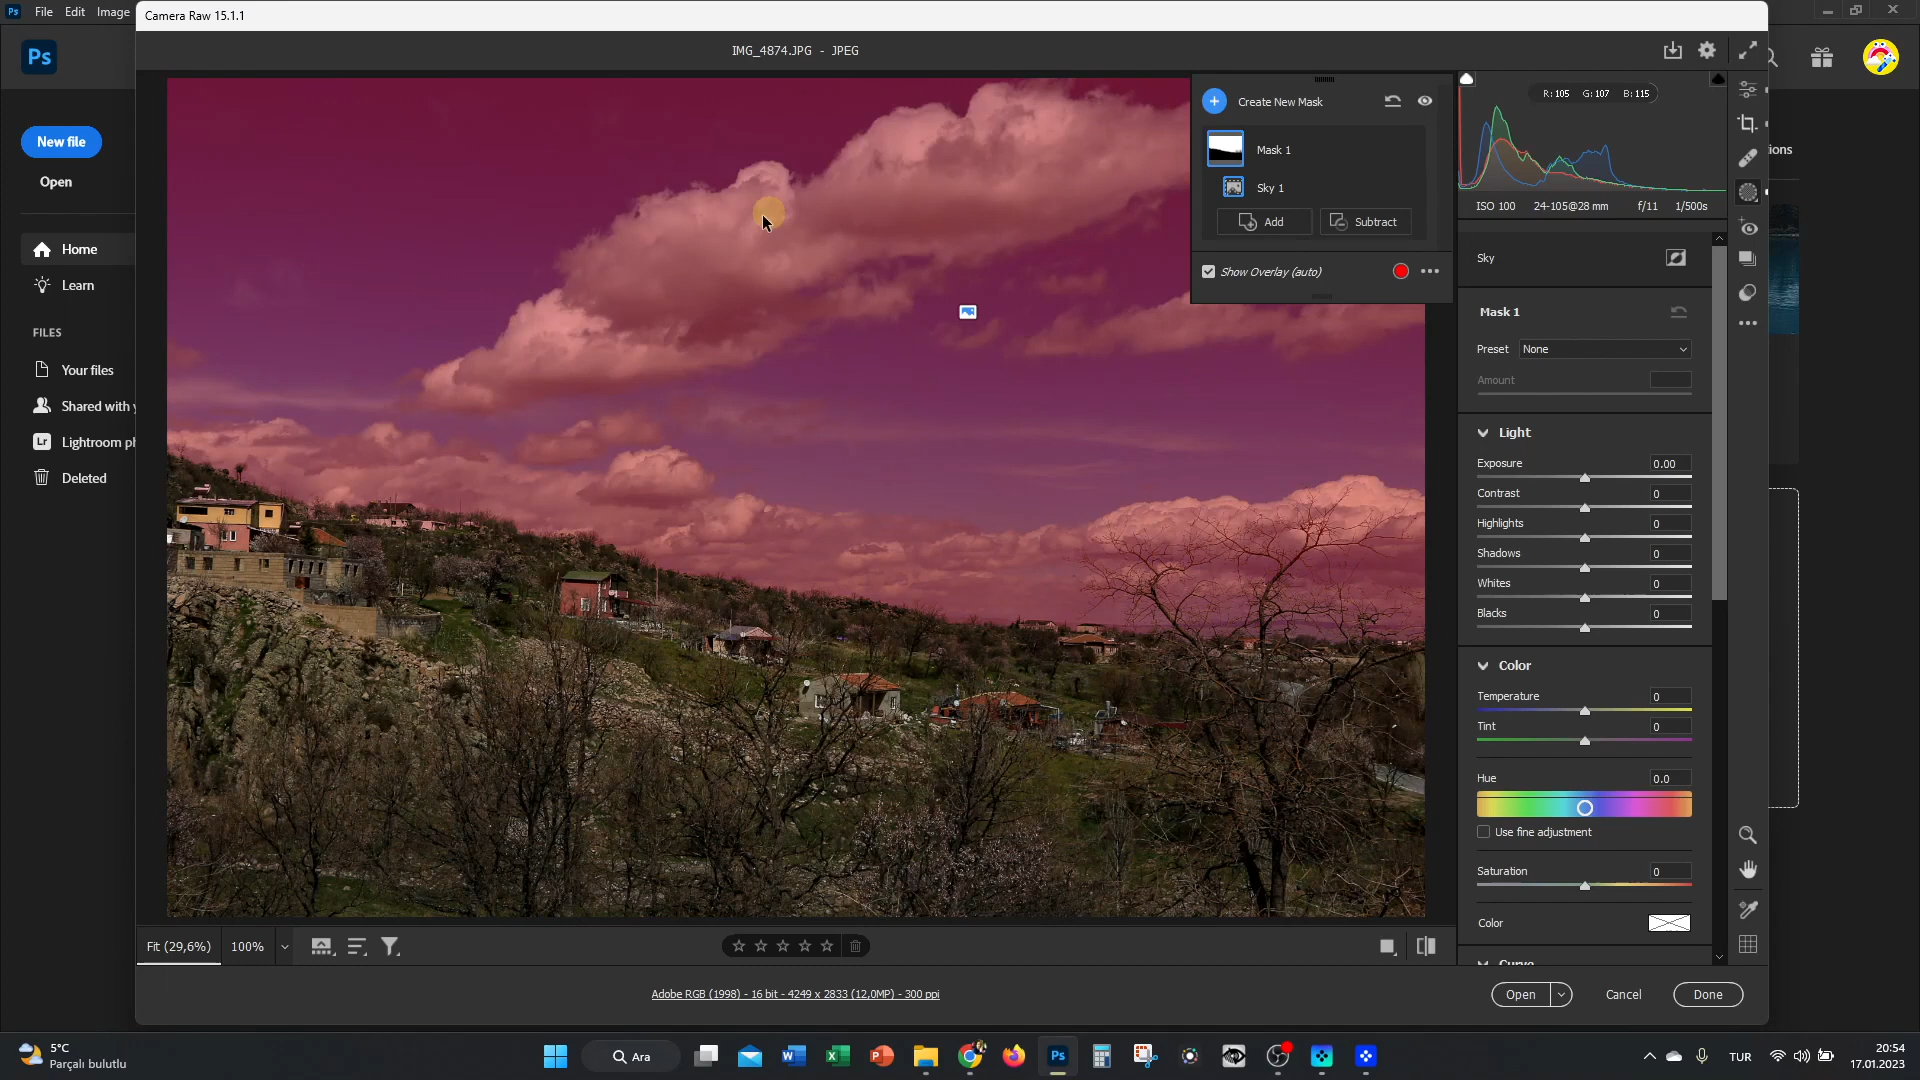 Ps File Edit Image
Camera Raw 15.1.1
IMG_4874.JPG - JPEG
Ps
New file
Open
Home
Learn
FILES
Your files
Shared with y
Lr Lightroom ph
Deleted
Create New Mask
Mask 1
Sky 1
Add Subtract
Show Overlay (auto)
R: 105 G: 107 B: 115
ISO 100 24-105@28 mm f/11 1/500s
Sky
Mask 1
Preset None
Amount
Light
Exposure 0.00
Contrast 0
Highlights 0
Shadows 0
Whites 0
Blacks 0
Color
Temperature 0
Tint 0
Hue 0.0
Use fine adjustment
Saturation 0
Color
Curve
ions
Fit (29,6%) 100%
Adobe RGB (1998) - 16 bit - 4249 x 2833 (12,0MP) - 300 ppi
Open Cancel Done
5°C
Parçalı bulutlu
Ara
TUR
20:54
17.01.2023